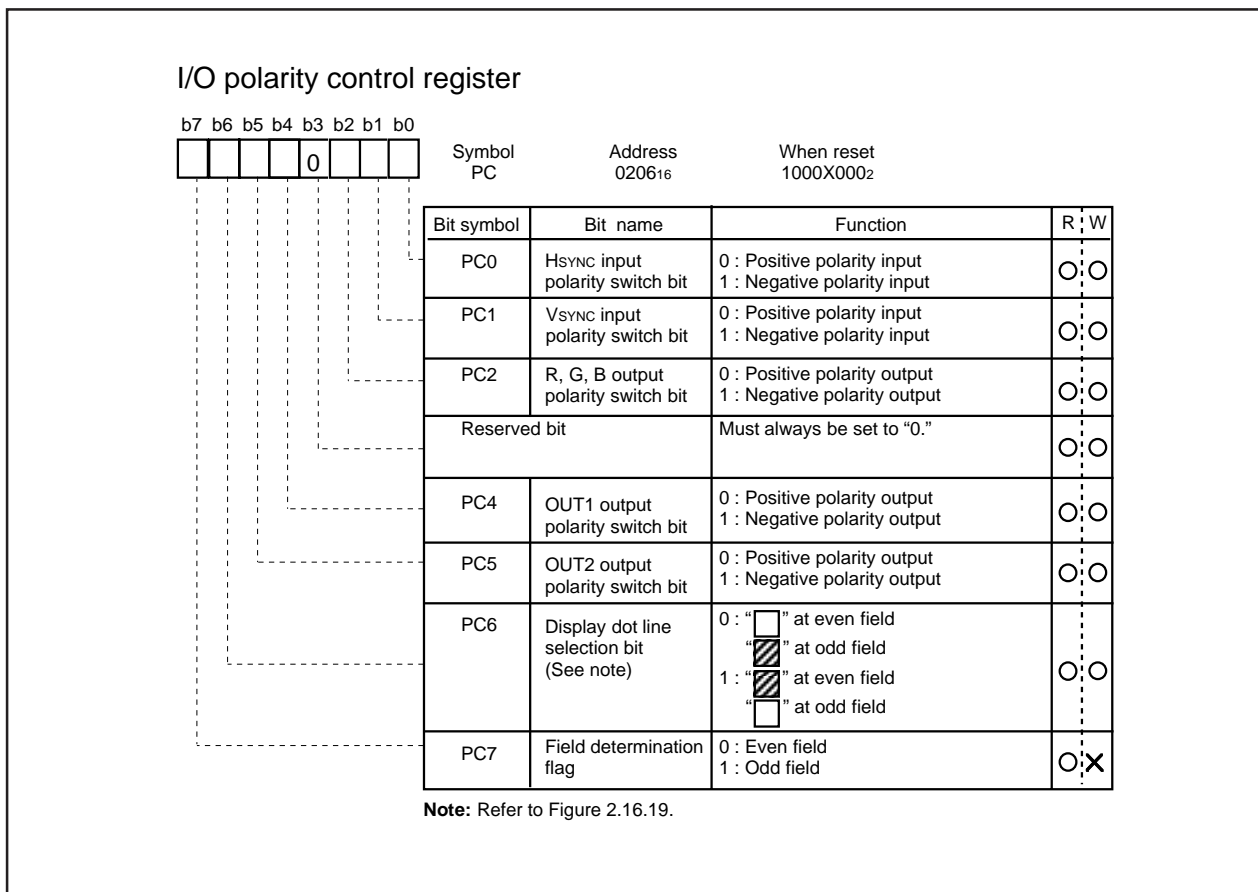 I/O polarity control register
b7 b6 b5 b4 b3 b2 b1 b0
0
Symbol Address When reset
PC 020616 1000X0002
Bit symbol Bit name Function R W
PC0 HSYNC input 0 : Positive polarity input
polarity switch bit 1 : Negative polarity input
PC1 VSYNC input 0 : Positive polarity input
polarity switch bit 1 : Negative polarity input
PC2 R, G, B output 0 : Positive polarity output
polarity switch bit 1 : Negative polarity output
Reserved bit Must always be set to “0.”
PC4 OUT1 output 0 : Positive polarity output
polarity switch bit 1 : Negative polarity output
PC5 OUT2 output 0 : Positive polarity output
polarity switch bit 1 : Negative polarity output
PC6 Display dot line 0 : “ ” at even field
selection bit “ ” at odd field
(See note) 1 : “ ” at even field
“ ” at odd field
PC7 Field determination 0 : Even field
flag 1 : Odd field
Note: Refer to Figure 2.16.19.